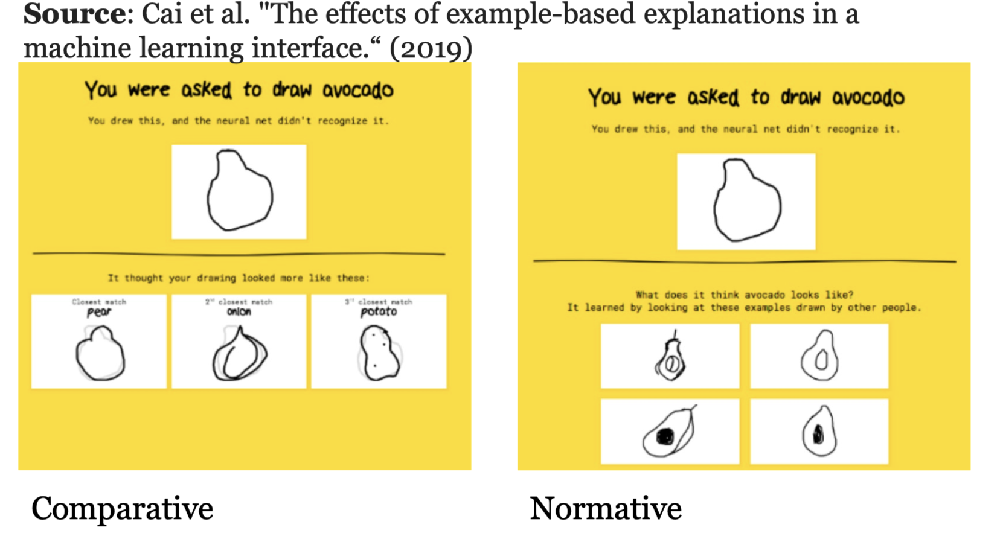 Source: Cai et al. "The effects of example-based explanations in a
machine learning interface.“ (2019)
You were asked to draw avocado
You drew this, and the neural net didn't recognize it.
It thought your drawing looked more like these:
Closest match
pear
2nd closest match
onion
3rd closest match
potato
Comparative
You were asked to draw avocado
You drew this, and the neural net didn't recognize it.
What does it think avocado looks like?
It learned by looking at these examples drawn by other people.
Normative